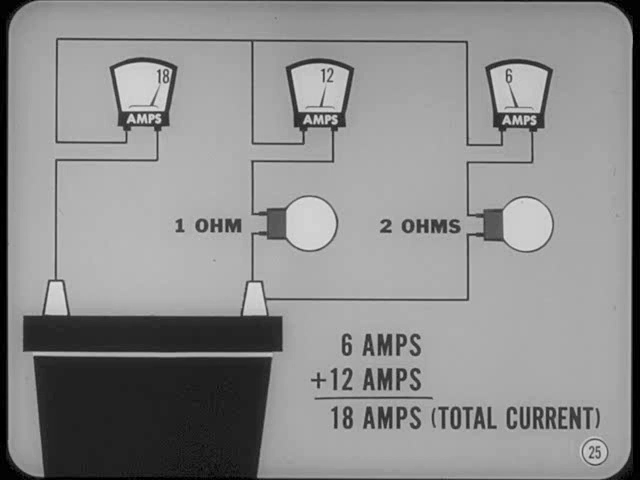 18
AMPS
12
AMPS
6
AMPS
1 OHM
2 OHMS
6 AMPS
+12 AMPS
18 AMPS (TOTAL CURRENT)
25